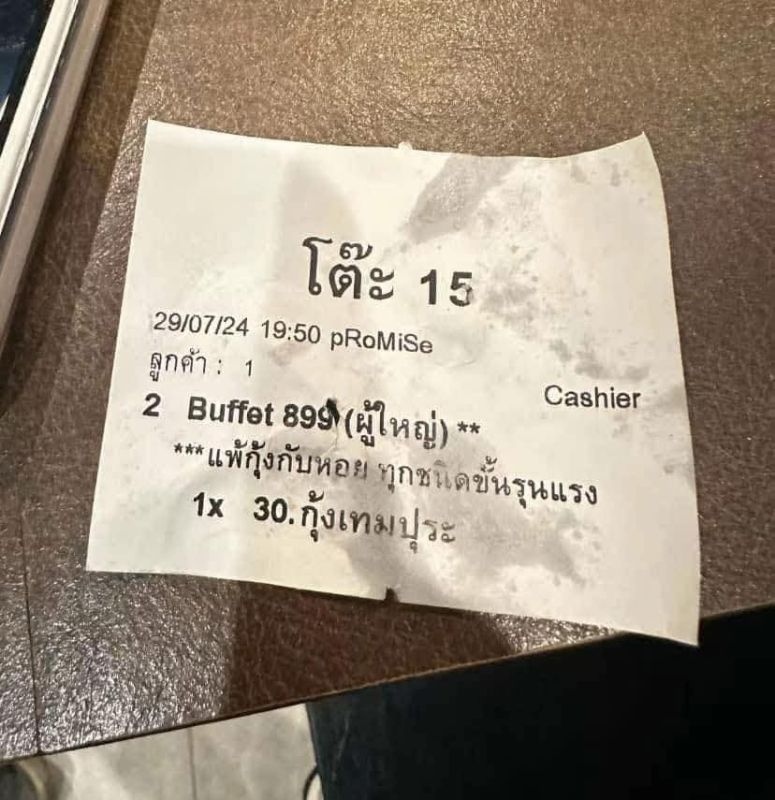 โต๊ะ 15
29/07/24 19:50 pRoMiSe
ลูกค้า : 1
Cashier
2 Buffet 899 (ผู้ใหญ่) **
***แพ้กุ้งกับหอย ทุกชนิดขั้นรุนแรง
1x 30.กุ้งเทมปุระ